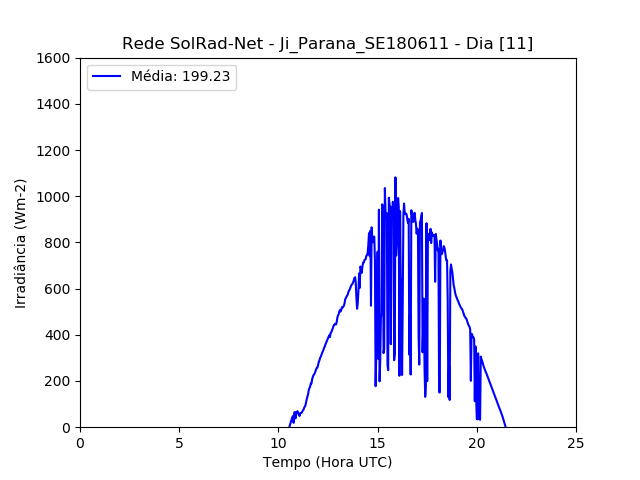 Rede SolRad-Net - Ji_Parana_SE180611 - Dia [11]
Média: 199.23
1600
1400
1200
1000
800
600
400
200
0
Irradiância (Wm-2)
0 5 10 15 20 25
Tempo (Hora UTC)